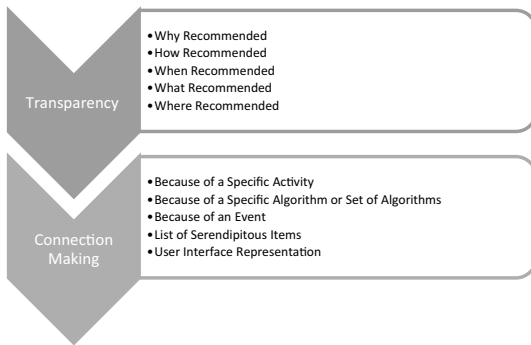 Transparency
•Why Recommended
•How Recommended
•When Recommended
•What Recommended
•Where Recommended
Connection
Making
•Because of a Specific Activity
•Because of a Specific Algorithm or Set of Algorithms
•Because of an Event
•List of Serendipitous Items
•User Interface Representation